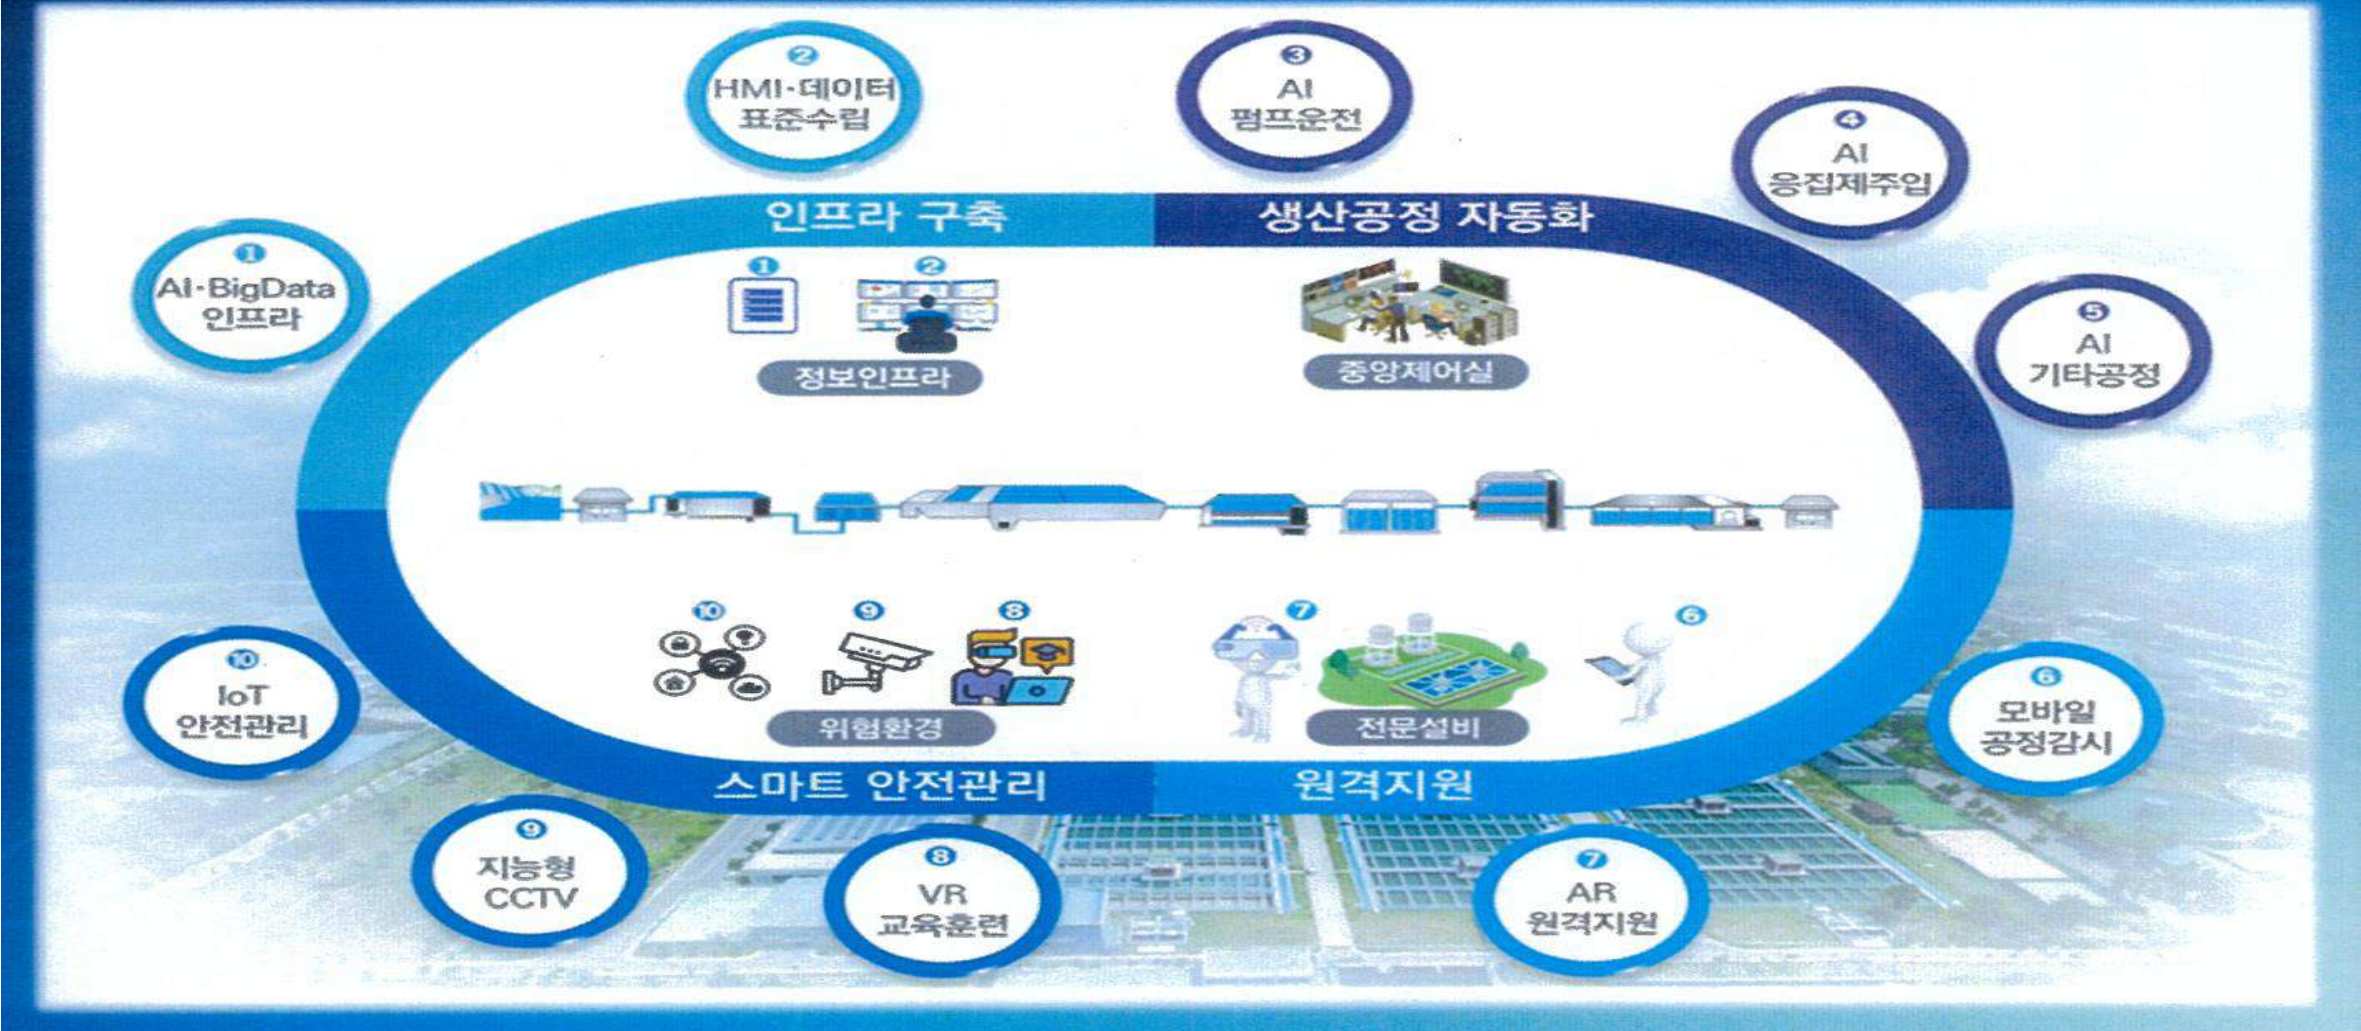 ②
HMI·데이터
표준수립
③
AI
펌프운전
④
AI
응집제주입
①
AI·BigData
인프라
⑤
AI
기타공정
인프라 구축
생산공정 자동화
①
②
정보인프라
중앙제어실
⑩
⑨
⑧
위험환경
⑦
⑥
전문설비
스마트 안전관리
원격지원
⑩
IoT
안전관리
⑥
모바일
공정감시
⑨
지능형
CCTV
⑧
VR
교육훈련
⑦
AR
원격지원